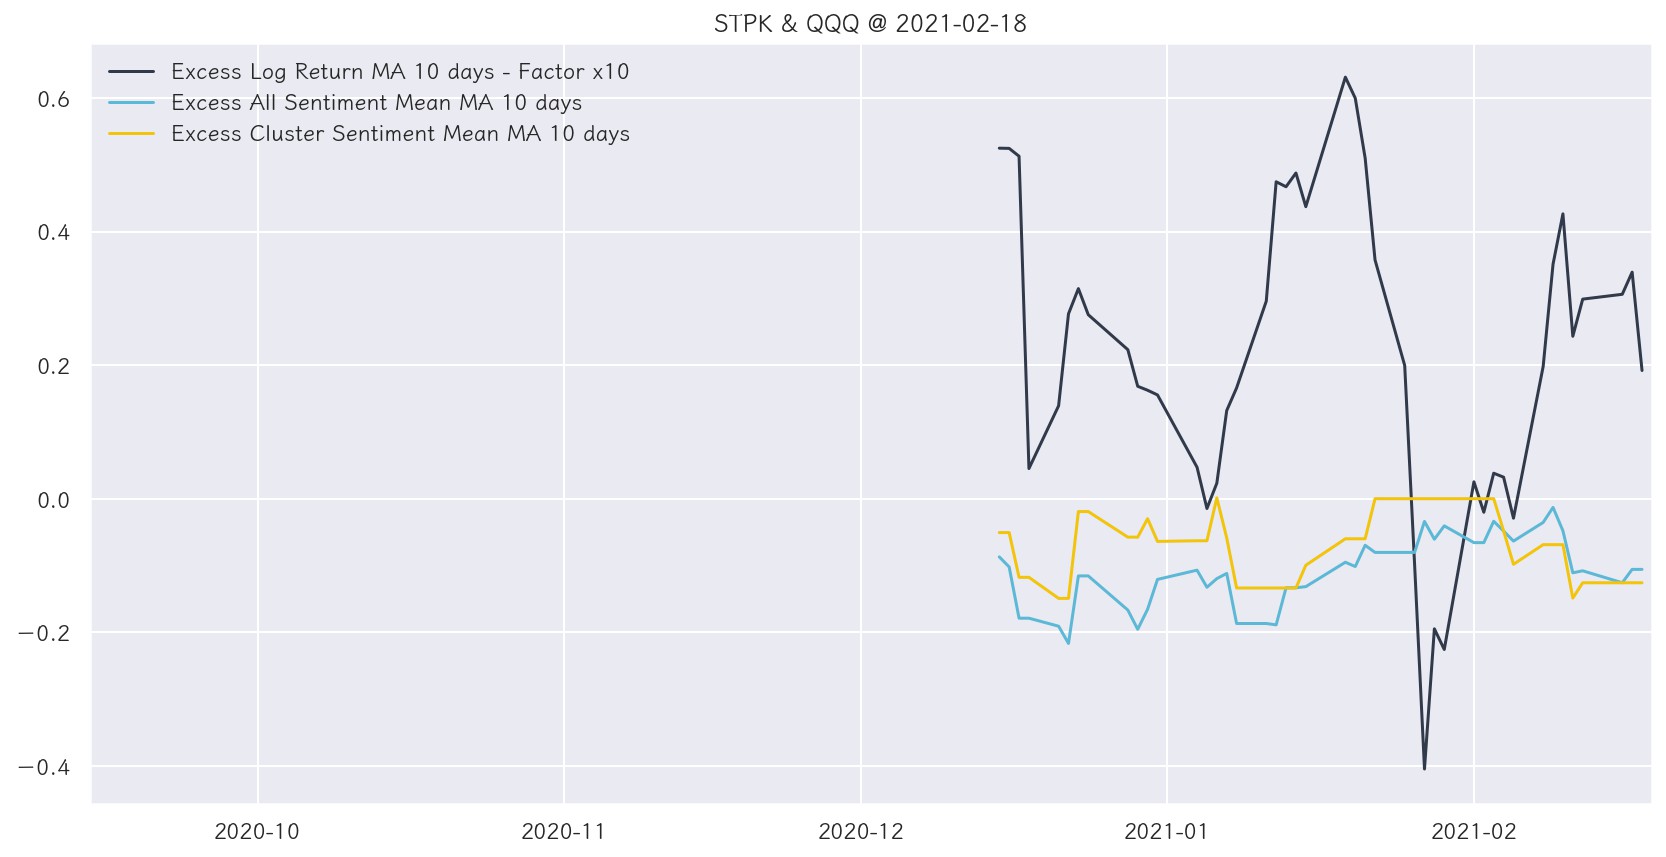 STPK & QQQ @ 2021-02-18
Excess Log Return MA 10 days - Factor x10
Excess All Sentiment Mean MA 10 days
Excess Cluster Sentiment Mean MA 10 days
0.6
0.4
0.2
0.0
−0.2
−0.4
2020-10 2020-11 2020-12 2021-01 2021-02